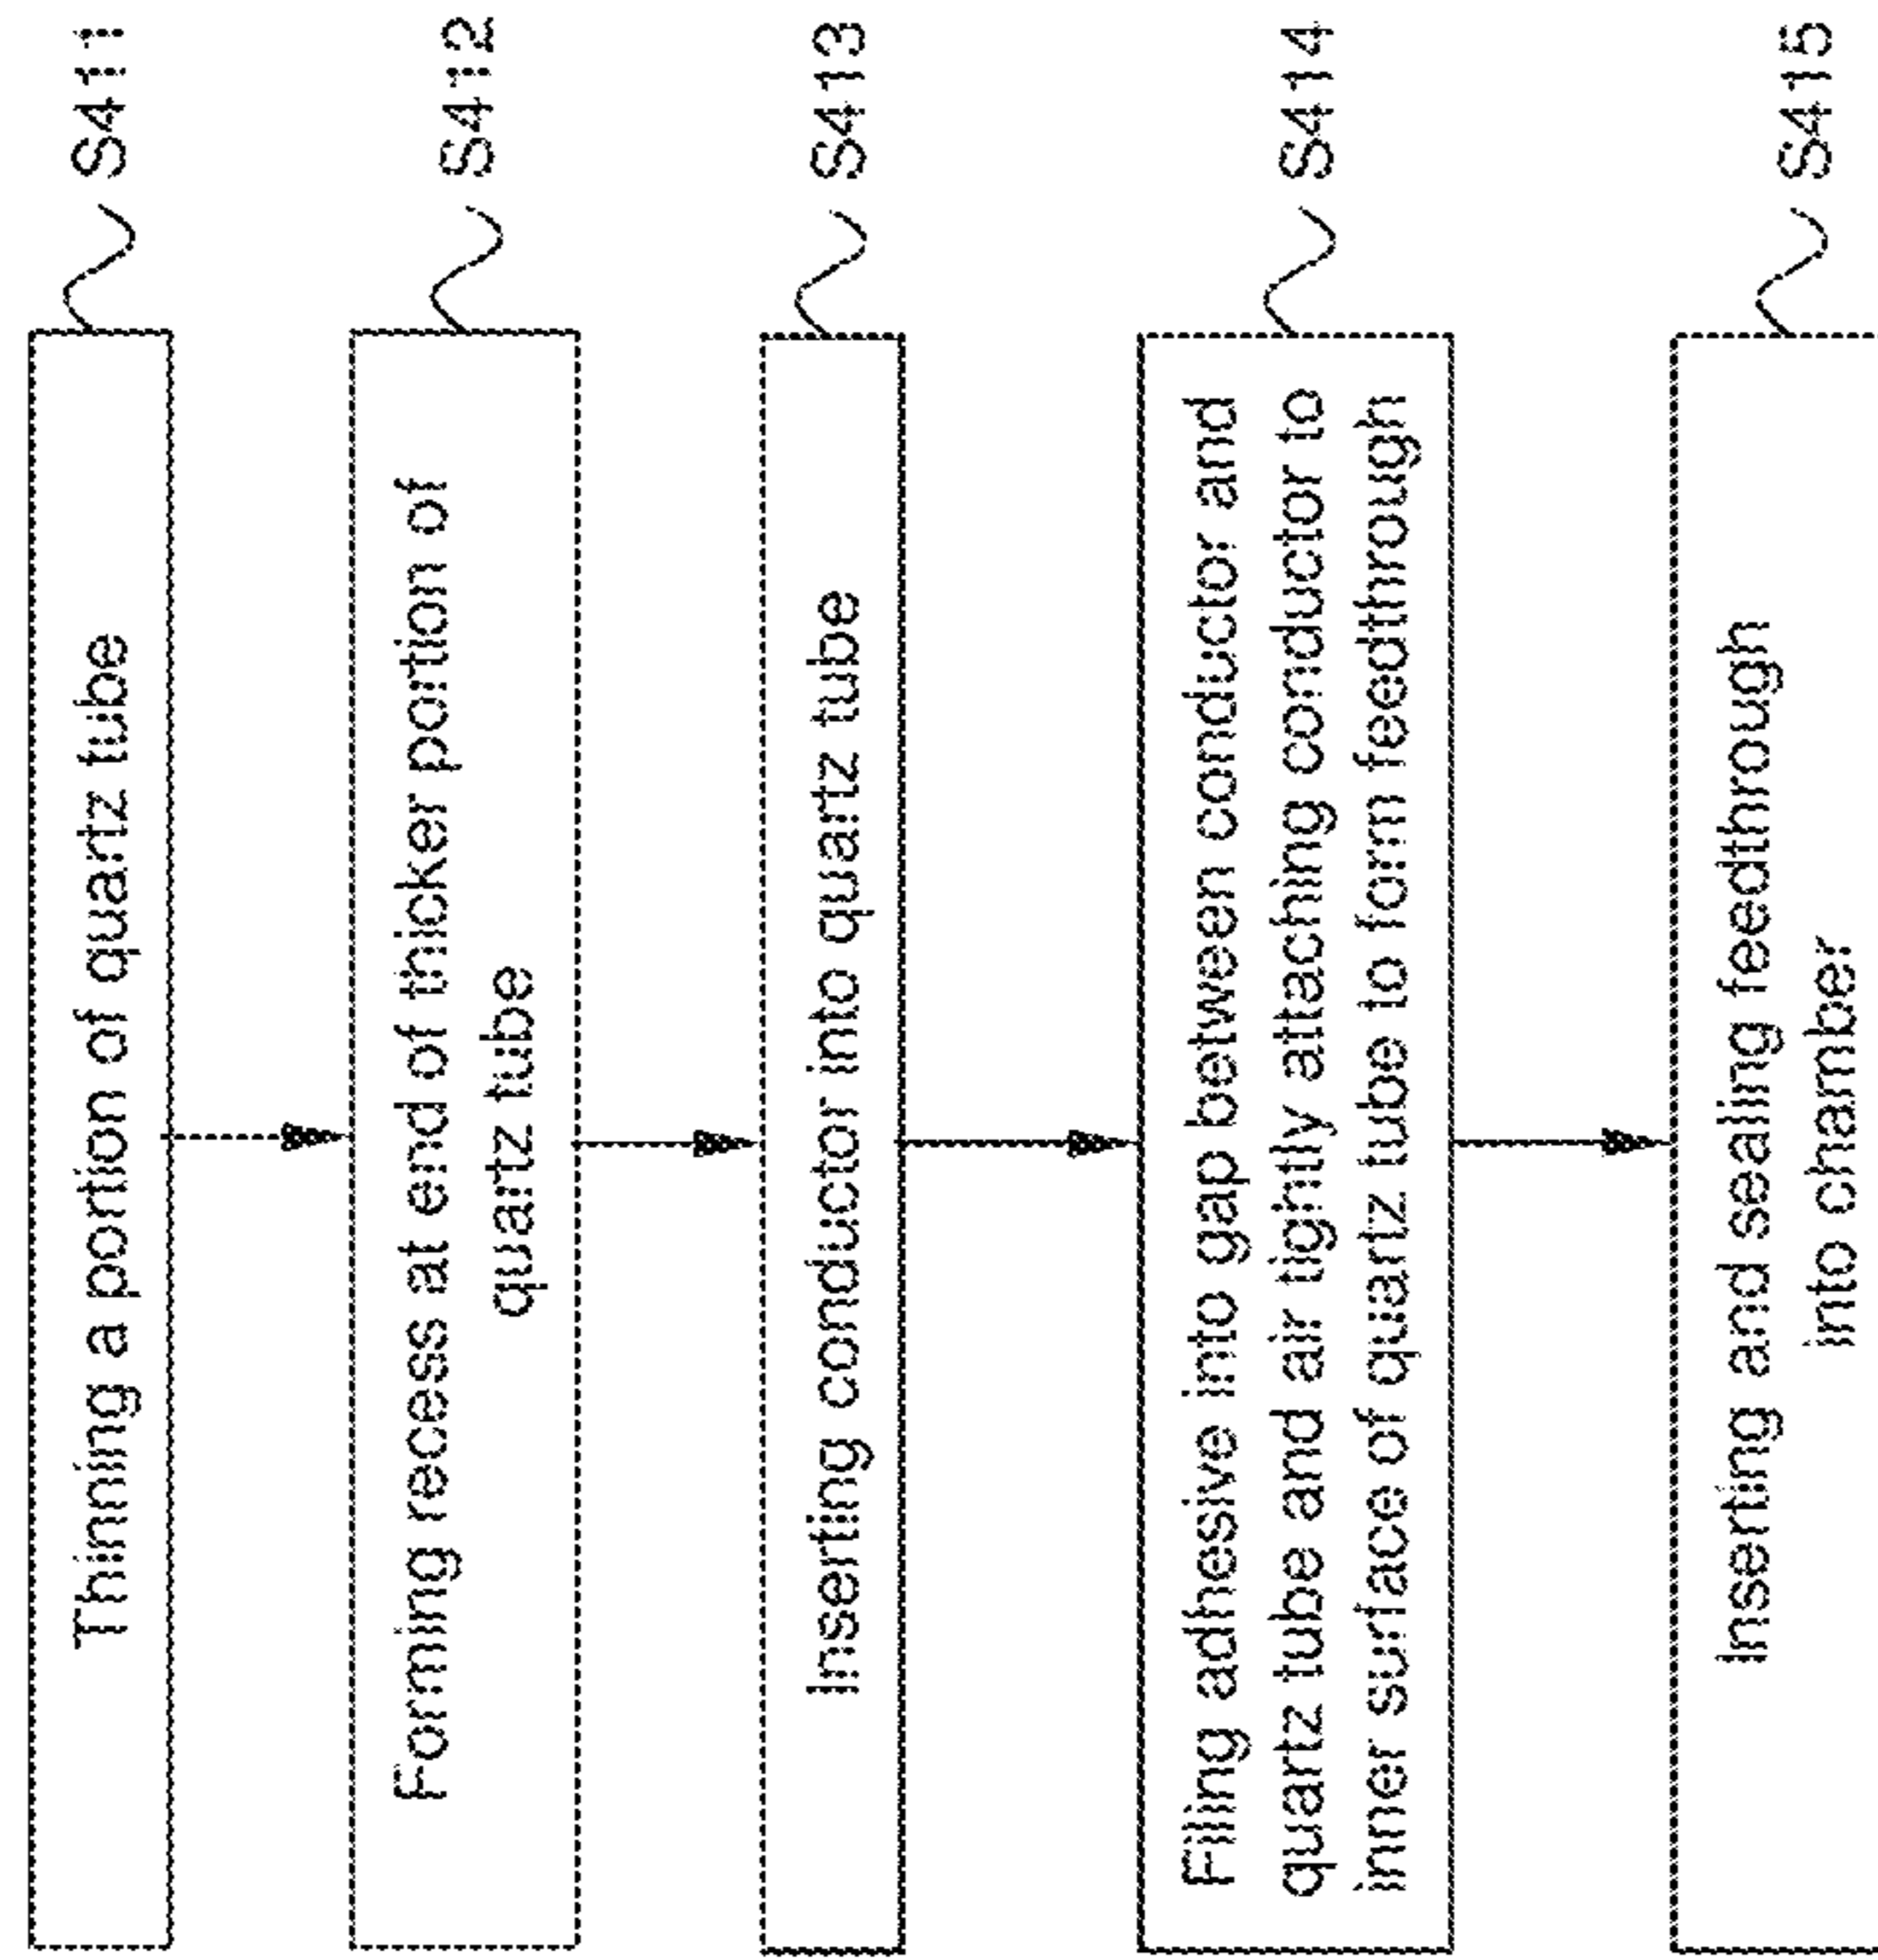 Thinning a portion of quartz tube
S411
Forming recess at end of thicker portion of
quartz tube
S412
Inserting conductor into quartz tube
S413
Filing adhesive into gap between conductor and
quartz tube and air tightly attaching conductor to
inner surface of quartz tube to form feedthrough
S414
Inserting and sealing feedthrough
into chamber
S415